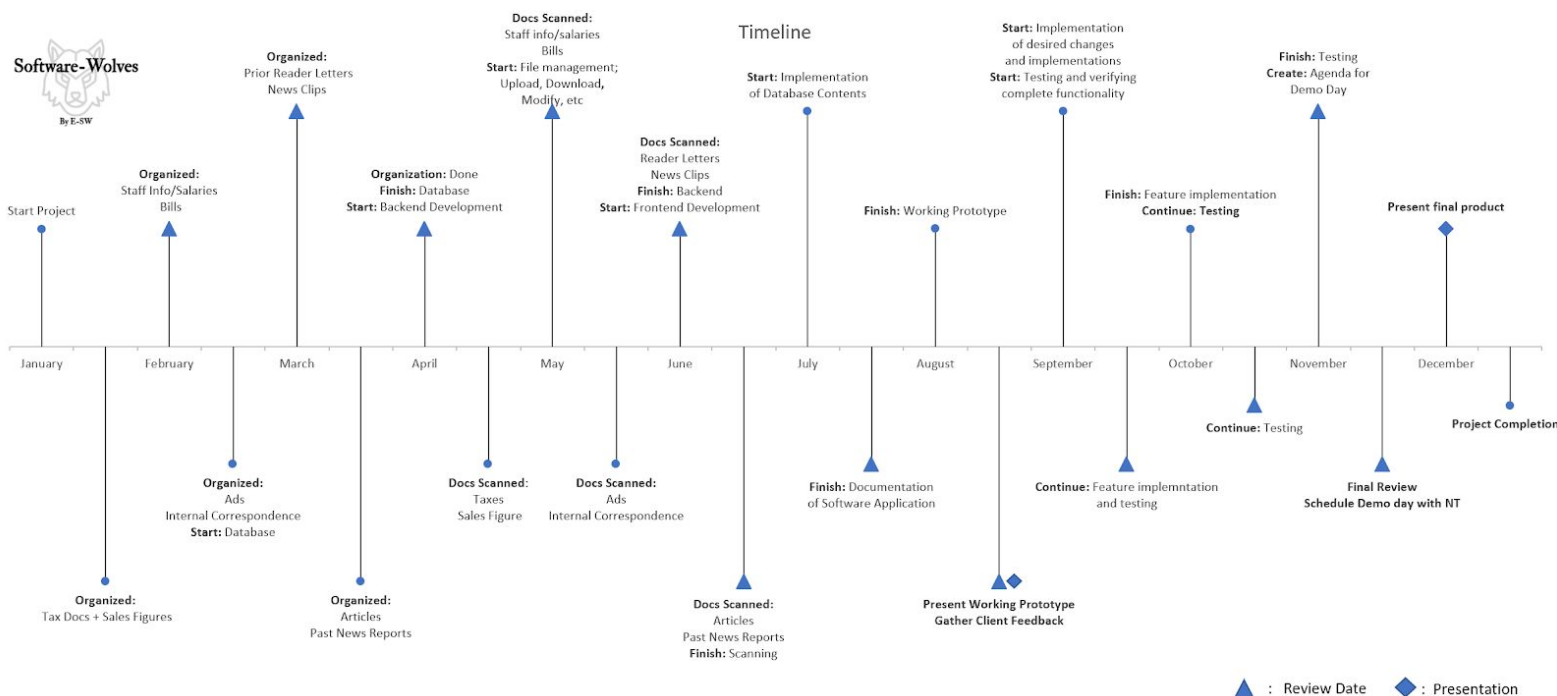 Timeline
Software-Wolves
By E-SW
Start Project
Organized:
Staff Info/Salaries
Bills
Organized:
Prior Reader Letters
News Clips
Organization: Done
Finish: Database
Start: Backend Development
Docs Scanned:
Staff info/salaries
Bills
Start: File management;
Upload, Download,
Modify, etc
Docs Scanned:
Reader Letters
News Clips
Finish: Backend
Start: Frontend Development
Start: Implementation
of Database Contents
Finish: Working Prototype
Start: Implementation
of desired changes
and implementations
Start: Testing and verifying
complete functionality
Finish: Feature implementation
Continue: Testing
Finish: Testing
Create: Agenda for
Demo Day
Present final product
January
February
March
April
May
June
July
August
September
October
November
December
Organized:
Tax Docs + Sales Figures
Organized:
Ads
Internal Correspondence
Start: Database
Organized:
Articles
Past News Reports
Docs Scanned:
Taxes
Sales Figure
Docs Scanned:
Ads
Internal Correspondence
Docs Scanned:
Articles
Past News Reports
Finish: Scanning
Finish: Documentation
of Software Application
Present Working Prototype
Gather Client Feedback
Continue: Feature implemntation
and testing
Continue: Testing
Final Review
Schedule Demo day with NT
Project Completion
: Review Date
: Presentation